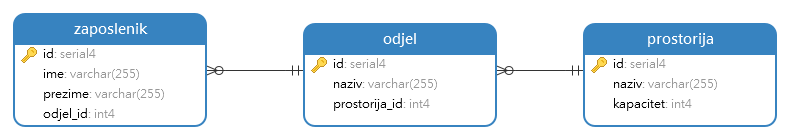 zaposlenik
id: serial4
ime: varchar(255)
prezime: varchar(255)
odjel_id: int4
odjel
id: serial4
naziv: varchar(255)
prostorija_id: int4
prostorija
id: serial4
naziv: varchar(255)
kapacitet: int4